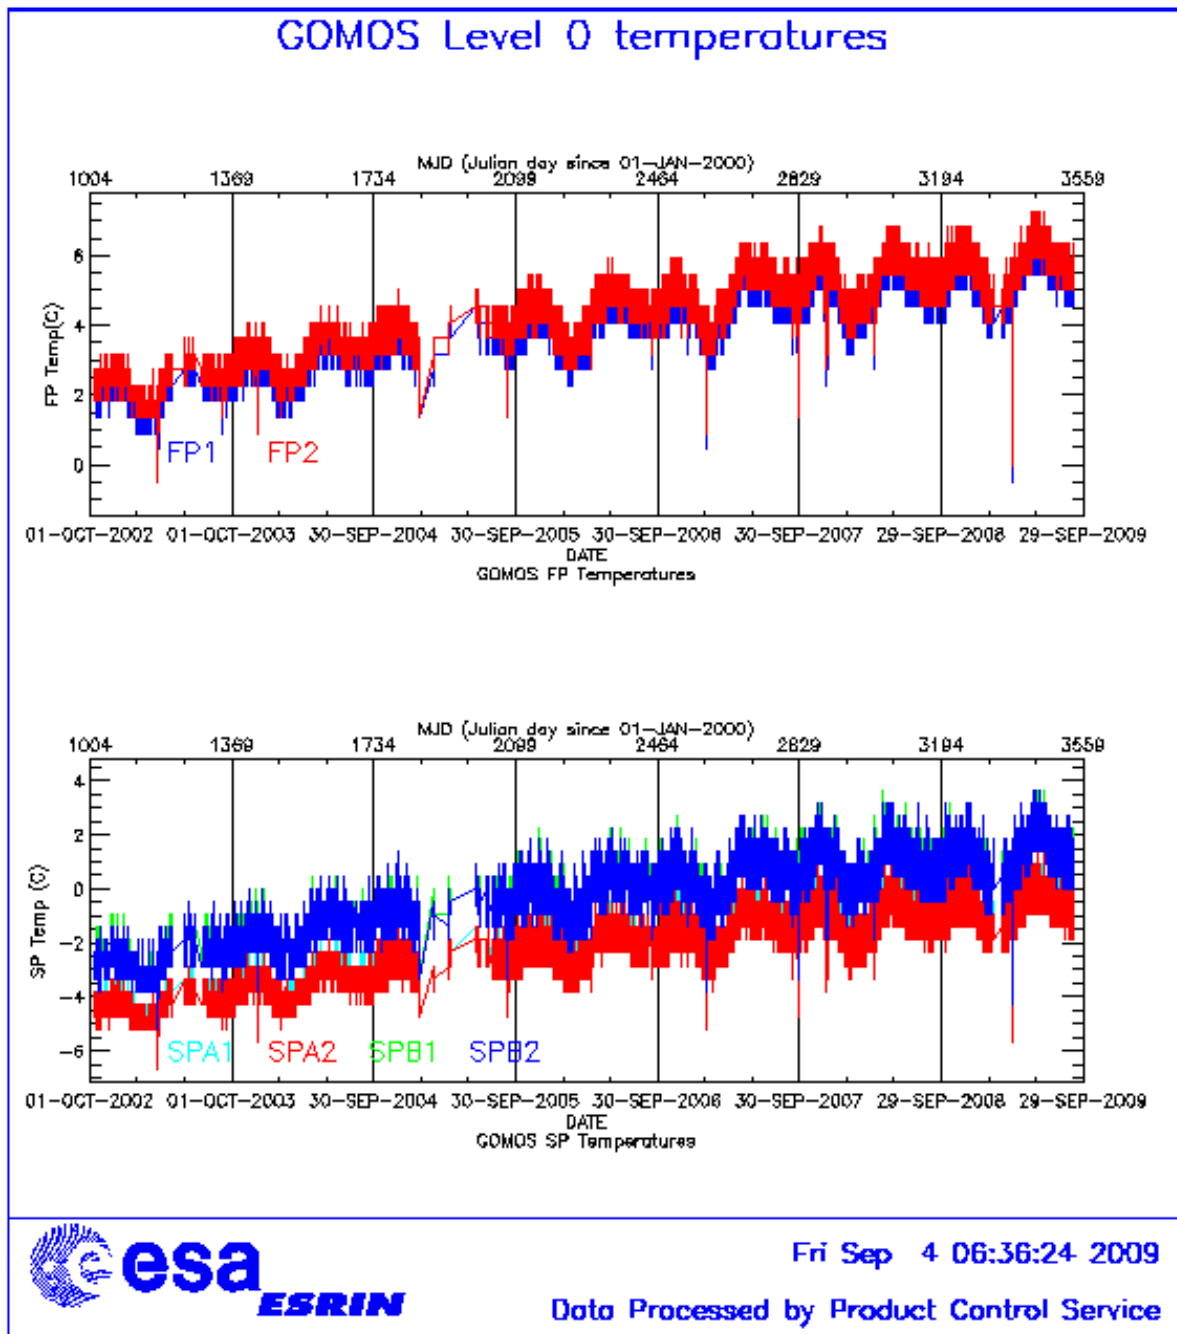 GOMOS Level 0 temperatures
MJD (Julian day since 01-JAN-2000)
1004 1369 1734 2099 2464 2829 3194 3559
FP Temp(C)
6
4
2
0
FP1 FP2
01-OCT-2002 01-OCT-2003 30-SEP-2004 30-SEP-2005 30-SEP-2006 30-SEP-2007 29-SEP-2008 29-SEP-2009
DATE
GOMOS FP Temperatures
MJD (Julian day since 01-JAN-2000)
1004 1369 1734 2099 2464 2829 3194 3559
SP Temp (C)
4
2
0
-2
-4
-6
SPA1 SPA2 SPB1 SPB2
01-OCT-2002 01-OCT-2003 30-SEP-2004 30-SEP-2005 30-SEP-2006 30-SEP-2007 29-SEP-2008 29-SEP-2009
DATE
GOMOS SP Temperatures
esa
ESRIN
Fri Sep 4 06:36:24 2009
Data Processed by Product Control Service